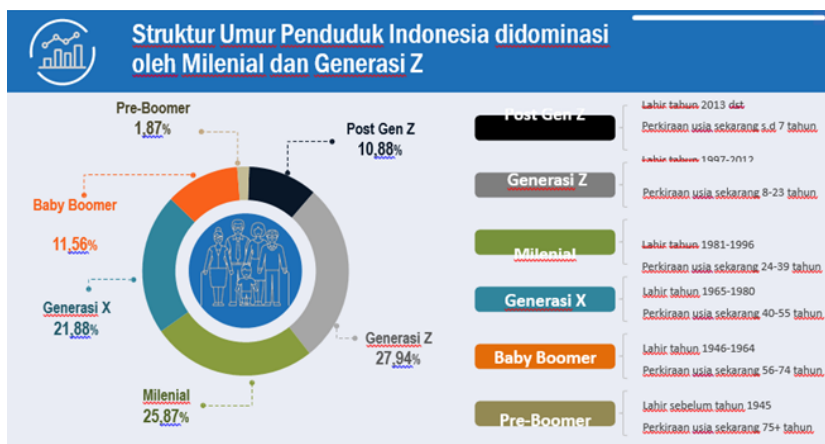 Struktur Umur Penduduk Indonesia didominasi
oleh Milenial dan Generasi Z
Pre-Boomer
1,87%
Post Gen Z
10,88%
Baby Boomer
11,56%
Generasi X
21,88%
Generasi Z
27,94%
Milenial
25,87%
Post Gen Z
Lahir tahun 2013 dst
Perkiraan usia sekarang s.d 7 tahun
Generasi Z
Lahir tahun 1997-2012
Perkiraan usia sekarang 8-23 tahun
Milenial
Lahir tahun 1981-1996
Perkiraan usia sekarang 24-39 tahun
Generasi X
Lahir tahun 1965-1980
Perkiraan usia sekarang 40-55 tahun
Baby Boomer
Lahir tahun 1946-1964
Perkiraan usia sekarang 56-74 tahun
Pre-Boomer
Lahir sebelum tahun 1945
Perkiraan usia sekarang 75+ tahun